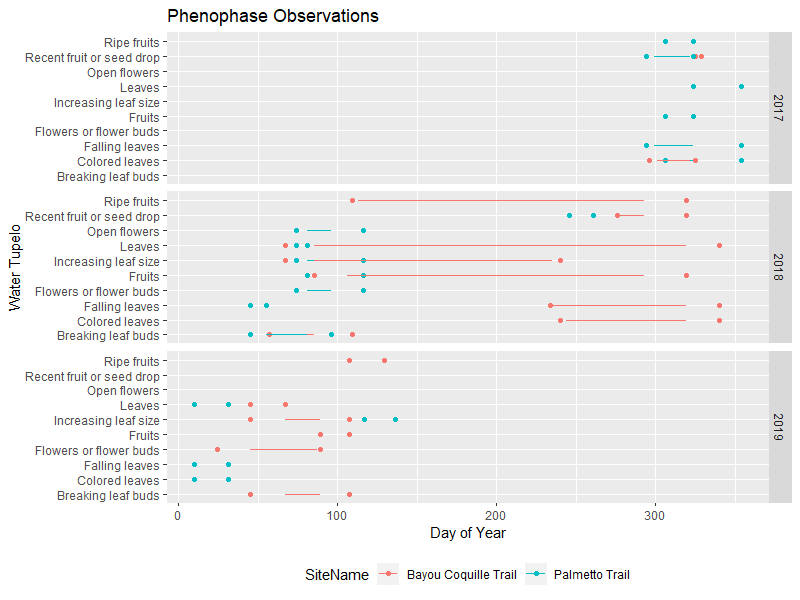 Phenophase Observations
Ripe fruits
Recent fruit or seed drop
Open flowers
Leaves
Increasing leaf size
Fruits
Flowers or flower buds
Falling leaves
Colored leaves
Breaking leaf buds
2017
Ripe fruits
Recent fruit or seed drop
Open flowers
Leaves
Increasing leaf size
Fruits
Flowers or flower buds
Falling leaves
Colored leaves
Breaking leaf buds
2018
Ripe fruits
Recent fruit or seed drop
Open flowers
Leaves
Increasing leaf size
Fruits
Flowers or flower buds
Falling leaves
Colored leaves
Breaking leaf buds
2019
Water Tupelo
0 100 200 300
Day of Year
SiteName Bayou Coquille Trail Palmetto Trail